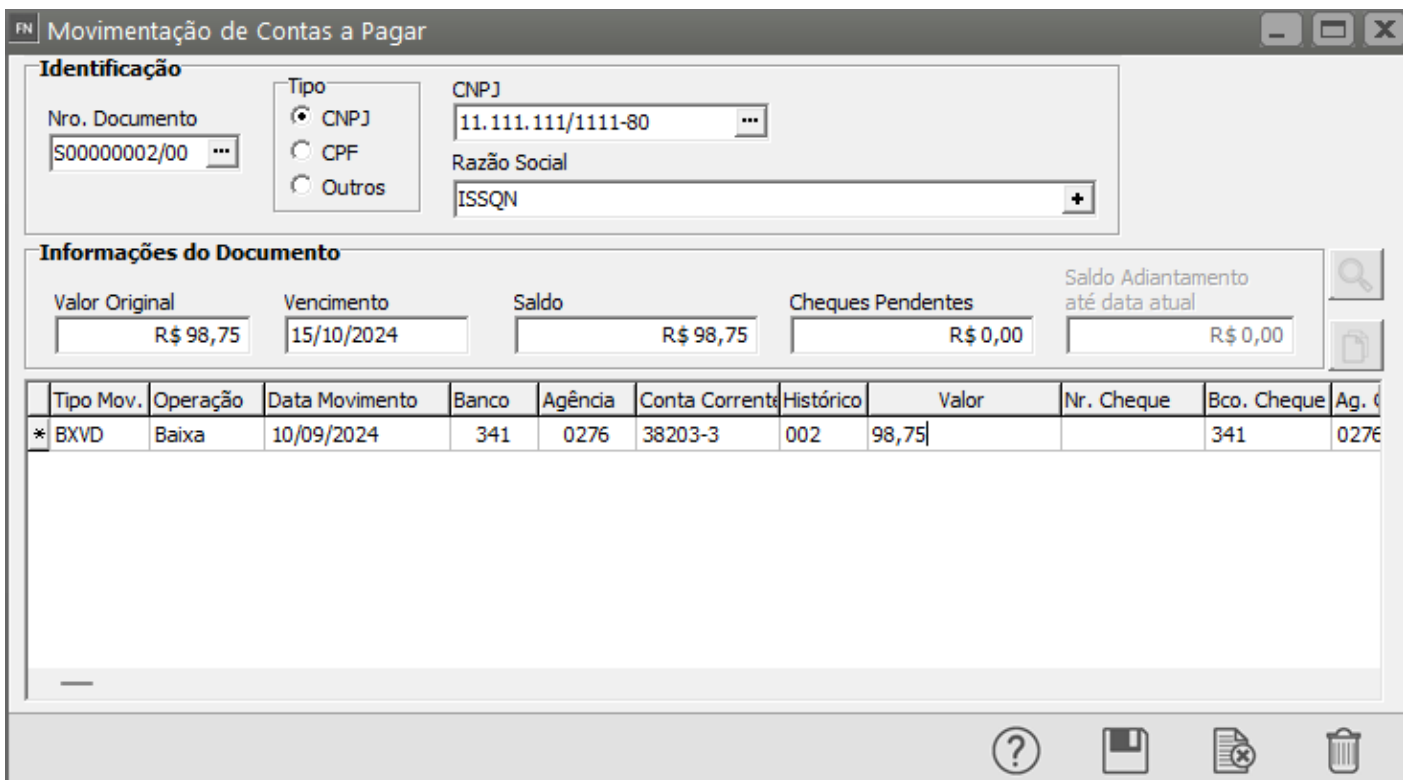 FN Movimentação de Contas a Pagar
Identificação
Nro. Documento
S00000002/00 ...
Tipo
CNPJ
CPF
Outros
CNPJ
11.111.111/1111-80 ...
Razão Social
ISSQN +
Informações do Documento
Valor Original
R$ 98,75
Vencimento
15/10/2024
Saldo
R$ 98,75
Cheques Pendentes
R$ 0,00
Saldo Adiantamento
até data atual
R$ 0,00
Tipo Mov. Operação Data Movimento Banco Agência Conta Corrente Histórico Valor Nr. Cheque Bco. Cheque Ag.
* BXVD Baixa 10/09/2024 341 0276 38203-3 002 98,75 341 0276
?